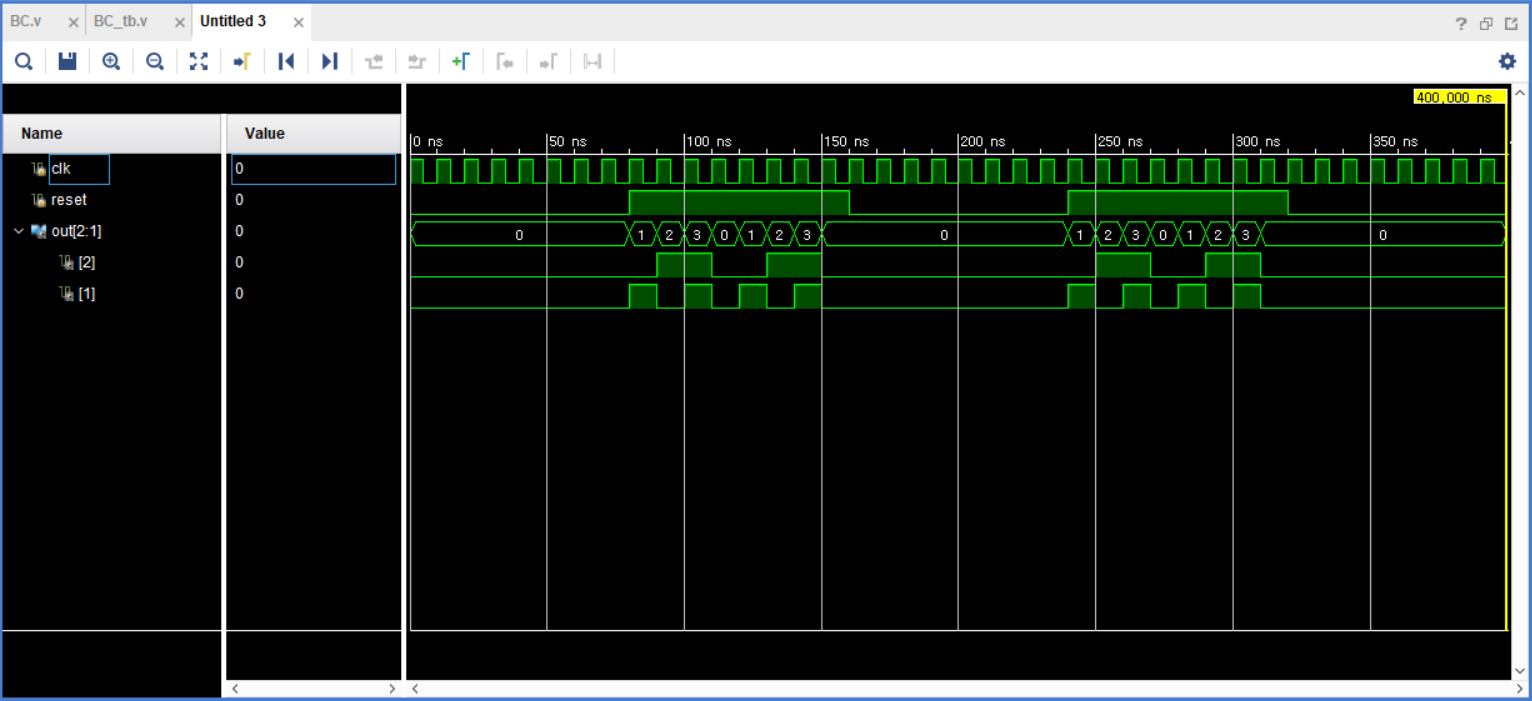 BC.v × BC_tb.v × Untitled 3 ×
?
400,000 ns
Name Value
0 ns 50 ns 100 ns 150 ns 200 ns 250 ns 300 ns 350 ns
clk 0
reset 0
out[2:1] 0 0 1 2 3 0 1 2 3 0 1 2 3 0 1 2 3 0
[2] 0
[1] 0